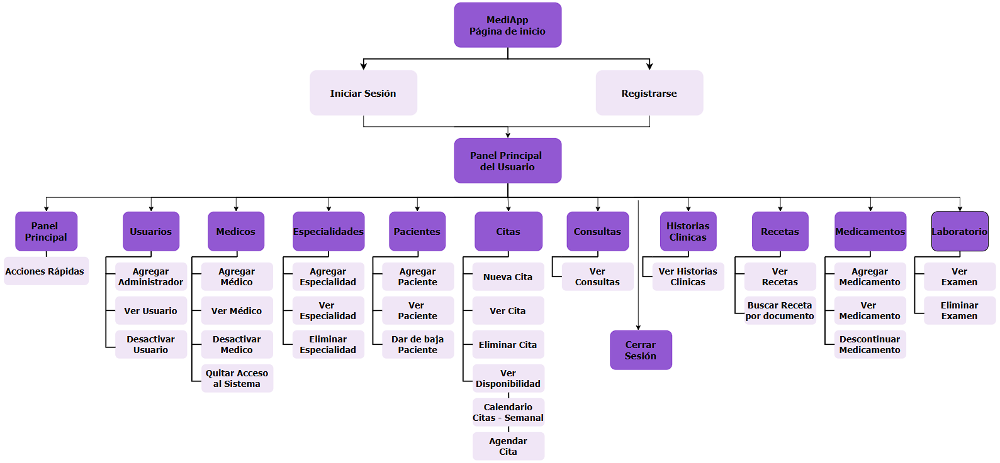 MediApp
Página de inicio
Iniciar Sesión
Registrarse
Panel Principal
del Usuario
Panel
Principal
Usuarios
Medicos
Especialidades
Pacientes
Citas
Consultas
Historias
Clinicas
Recetas
Medicamentos
Laboratorio
Acciones Rápidas
Agregar
Administrador
Ver Usuario
Desactivar
Usuario
Agregar
Médico
Ver Médico
Desactivar
Medico
Quitar Acceso
al Sistema
Agregar
Especialidad
Ver
Especialidad
Eliminar
Especialidad
Agregar
Paciente
Ver
Paciente
Dar de baja
Paciente
Nueva Cita
Ver Cita
Eliminar Cita
Ver
Disponibilidad
Calendario
Citas - Semanal
Agendar
Cita
Ver
Consultas
Cerrar
Sesión
Ver Historias
Clinicas
Ver
Recetas
Buscar Receta
por documento
Agregar
Medicamento
Ver
Medicamento
Descontinuar
Medicamento
Ver
Examen
Eliminar
Examen